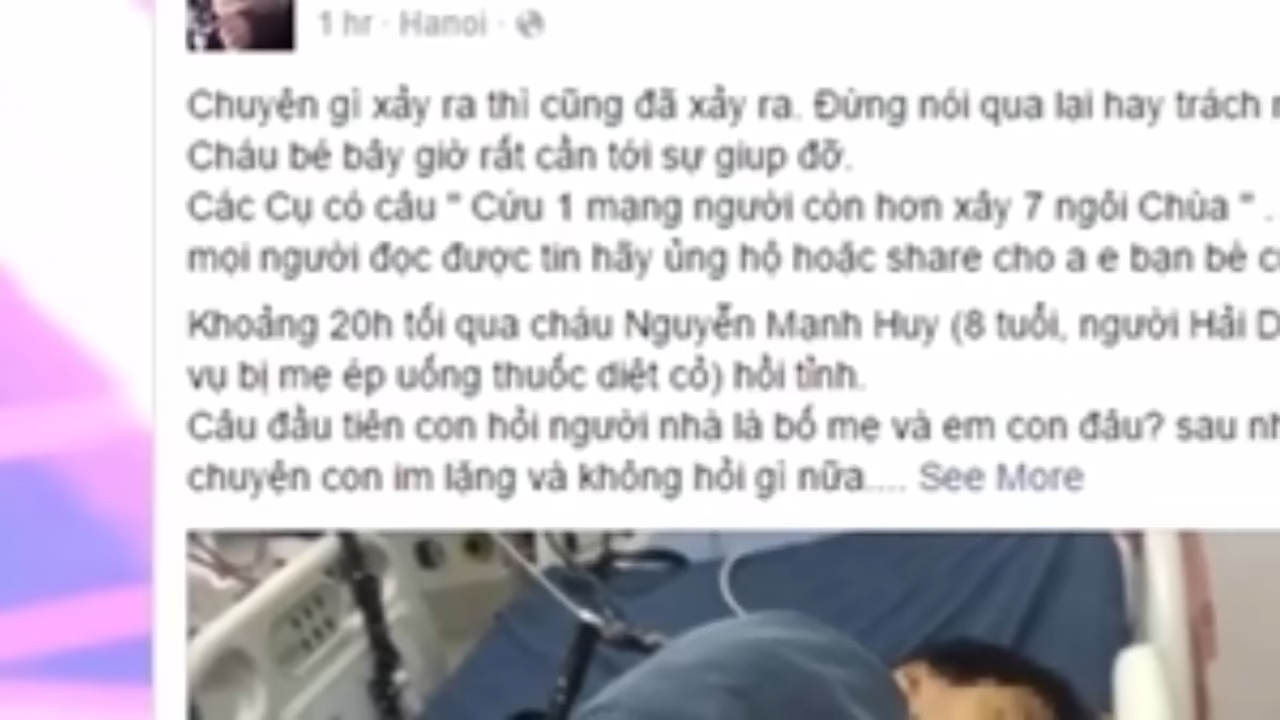 1 hr · Hanoi ·
Chuyện gì xảy ra thì cũng đã xảy ra. Đừng nói qua lại hay trách
Cháu bé bây giờ rất cần tới sự giup đỡ.
Các Cụ có câu " Cứu 1 mạng người còn hơn xây 7 ngôi Chùa " .
mọi người đọc được tin hãy ủng hộ hoặc share cho a e bạn bè
Khoảng 20h tối qua cháu Nguyễn Mạnh Huy (8 tuổi, người Hải
vụ bị mẹ ép uống thuốc diệt cỏ) hồi tỉnh.
Câu đầu tiên con hỏi người nhà là bố mẹ và em con đâu? sau
chuyện con im lặng và không hỏi gì nữa.... See More